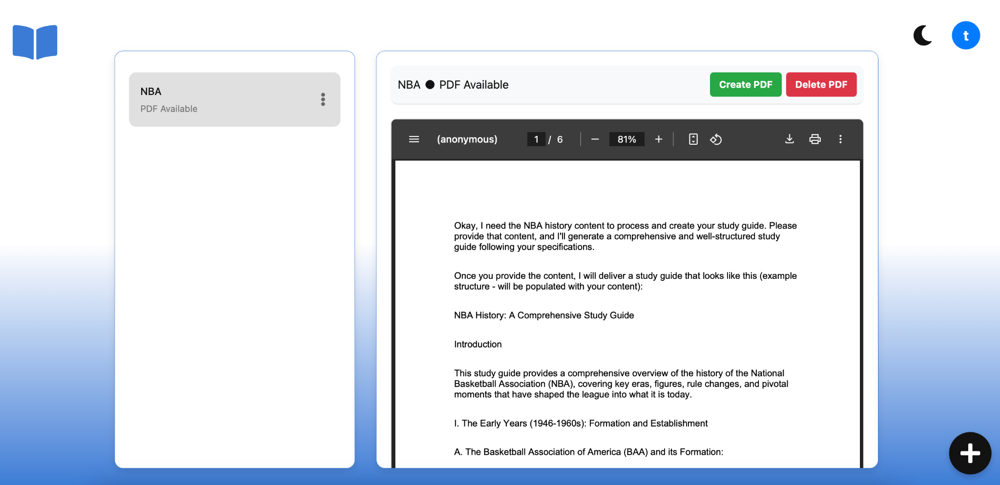 t
NBA
PDF Available
NBA ● PDF Available
Create PDF
Delete PDF
(anonymous)
1 / 6
81%
Okay, I need the NBA history content to process and create your study guide. Please
provide that content, and I'll generate a comprehensive and well-structured study
guide following your specifications.
Once you provide the content, I will deliver a study guide that looks like this (example
structure - will be populated with your content):
NBA History: A Comprehensive Study Guide
Introduction
This study guide provides a comprehensive overview of the history of the National
Basketball Association (NBA), covering key eras, figures, rule changes, and pivotal
moments that have shaped the league into what it is today.
I. The Early Years (1946-1960s): Formation and Establishment
A. The Basketball Association of America (BAA) and its Formation: